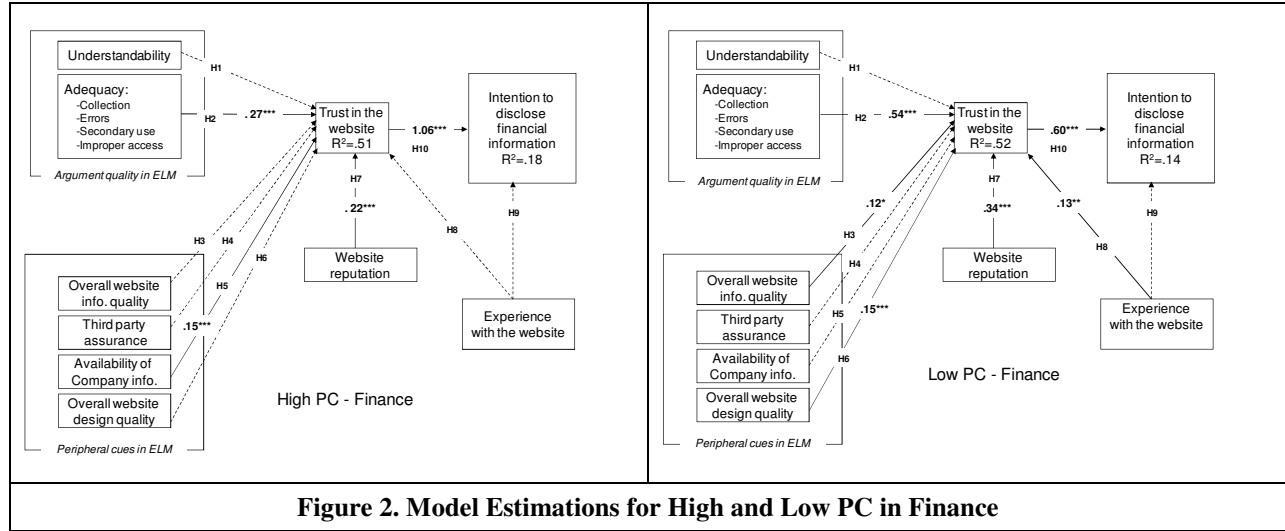 Understandability
Adequacy:
-Collection
-Errors
-Secondary use
-Improper access
Argument quality in ELM
H1
H2
.27***
Trust in the
website
R²=.51
1.06***
H10
Intention to
disclose
financial
information
R²=.18
H7
.22***
H8
H9
H3
H4
H6
H5
.15***
Website
reputation
Experience
with the website
Overall website
info. quality
Third party
assurance
Availability of
Company info.
Overall website
design quality
Peripheral cues in ELM
High PC - Finance
Understandability
Adequacy:
-Collection
-Errors
-Secondary use
-Improper access
Argument quality in ELM
H1
H2
.54***
Trust in the
website
R²=.52
.60***
H10
Intention to
disclose
financial
information
R²=.14
H7
.34***
.12*
.13**
H8
H9
H3
H4
H5
.15***
H6
Website
reputation
Experience
with the website
Overall website
info. quality
Third party
assurance
Availability of
Company info.
Overall website
design quality
Peripheral cues in ELM
Low PC - Finance
Figure 2. Model Estimations for High and Low PC in Finance